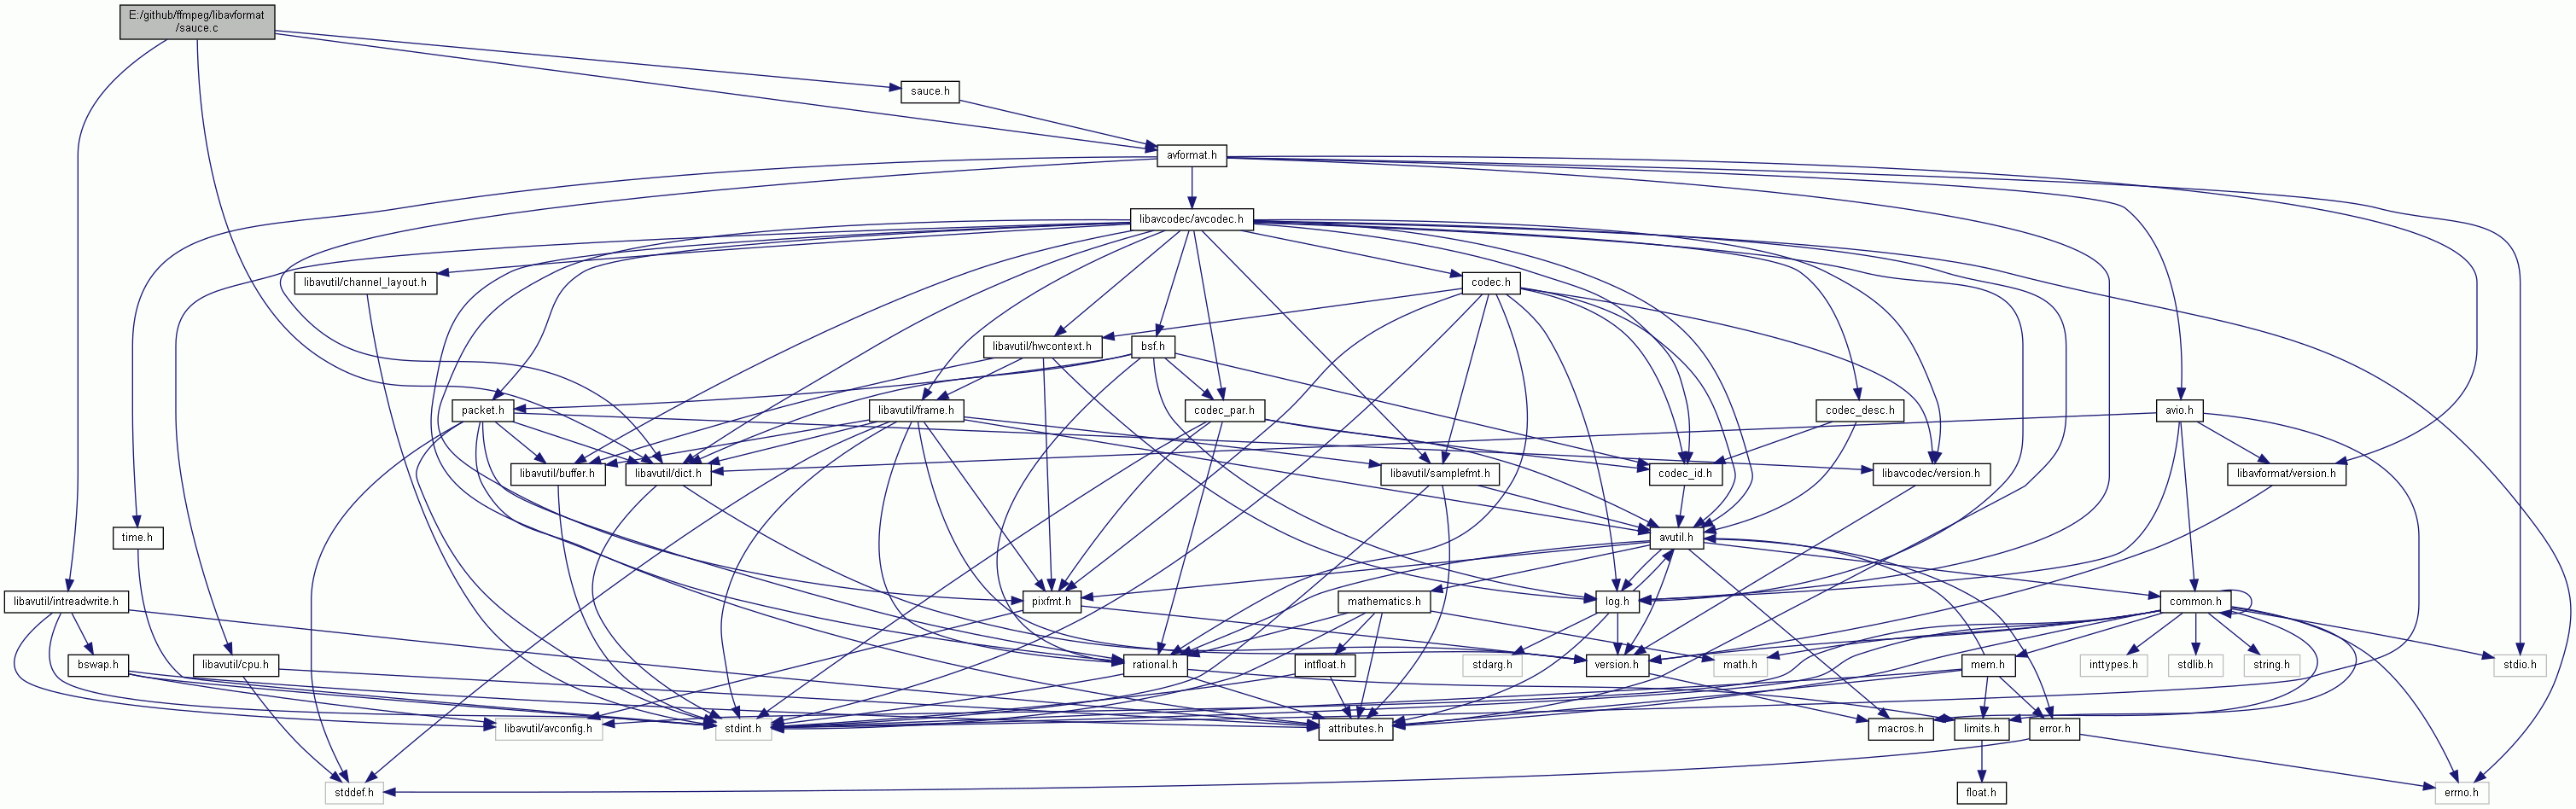 E:/github/ffmpeg/libavformat
/sauce.c
sauce.h
avformat.h
libavcodec/avcodec.h
libavutil/channel_layout.h
codec.h
libavutil/hwcontext.h
bsf.h
packet.h
libavutil/frame.h
codec_par.h
codec_desc.h
avio.h
libavutil/buffer.h
libavutil/dict.h
libavutil/samplefmt.h
codec_id.h
libavcodec/version.h
libavformat/version.h
time.h
avutil.h
libavutil/intreadwrite.h
pixfmt.h
mathematics.h
log.h
common.h
bswap.h
libavutil/cpu.h
rational.h
intfloat.h
stdarg.h
version.h
math.h
mem.h
inttypes.h
stdlib.h
string.h
stdio.h
libavutil/avconfig.h
stdint.h
attributes.h
macros.h
limits.h
error.h
stddef.h
float.h
errno.h